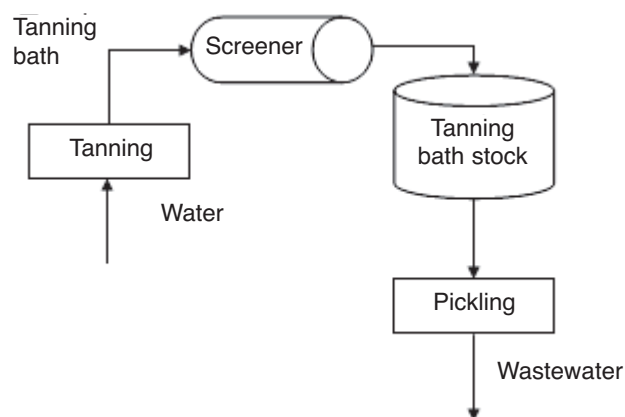 Tanning
bath
Screener
Tanning
Water
Tanning
bath stock
Pickling
Wastewater